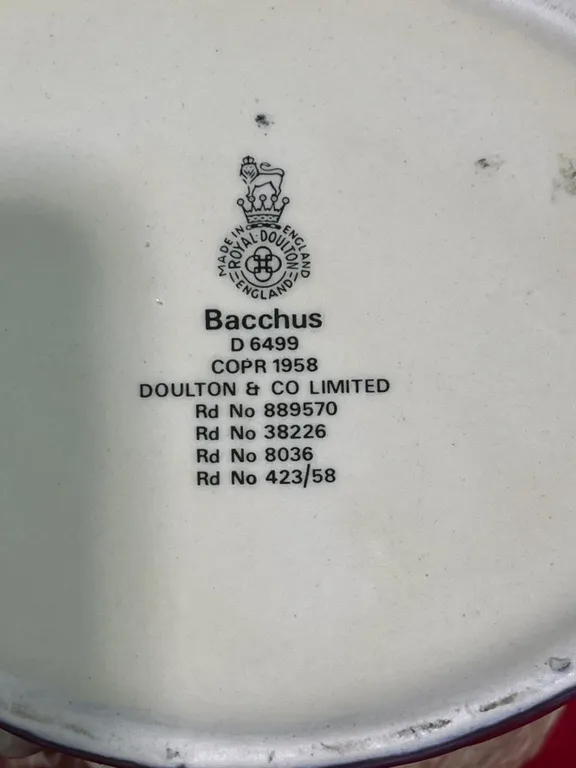 MADE IN ENGLAND
ROYAL·DOULTON
ENGLAND
Bacchus
D 6499
COPR 1958
DOULTON & CO LIMITED
Rd No 889570
Rd No 38226
Rd No 8036
Rd No 423/58